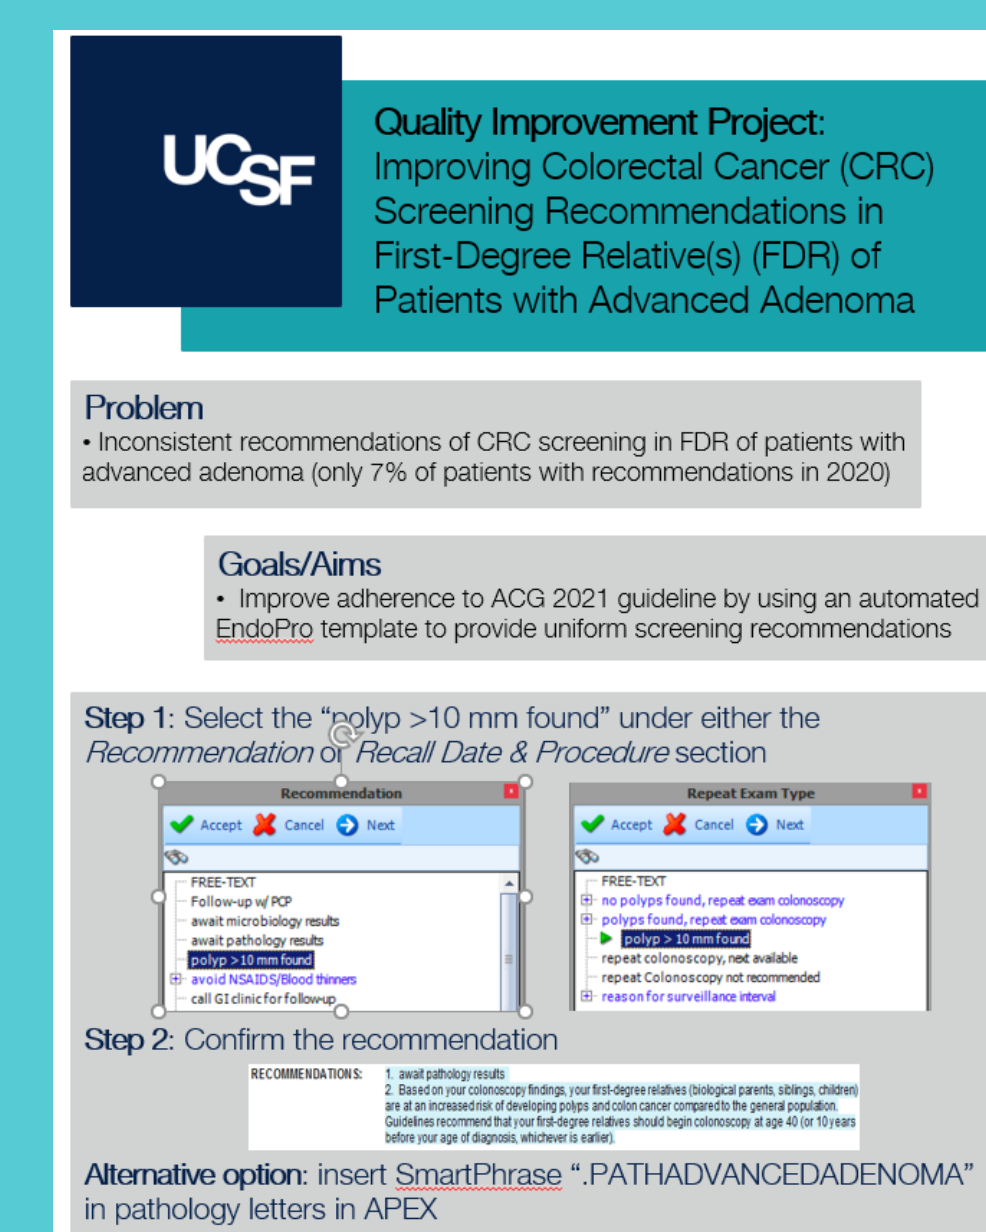 UCSF
Quality Improvement Project:
Improving Colorectal Cancer (CRC)
Screening Recommendations in
First-Degree Relative(s) (FDR) of
Patients with Advanced Adenoma
Problem
• Inconsistent recommendations of CRC screening in FDR of patients with
advanced adenoma (only 7% of patients with recommendations in 2020)
Goals/Aims
• Improve adherence to ACG 2021 guideline by using an automated
EndoPro template to provide uniform screening recommendations
Step 1: Select the “polyp >10 mm found” under either the
Recommendation or Recall Date & Procedure section
Recommendation
Accept Cancel Next
FREE-TEXT
Follow-up w/ PCP
await microbiology results
await pathology results
polyp >10 mm found
avoid NSAIDS/Blood thinners
call GI clinic for follow-up
Repeat Exam Type
Accept Cancel Next
FREE-TEXT
no polyps found, repeat exam colonoscopy
polyps found, repeat exam colonoscopy
polyp > 10 mm found
repeat colonoscopy, next available
repeat Colonoscopy not recommended
reason for surveillance interval
Step 2: Confirm the recommendation
RECOMMENDATIONS: 1. await pathology results
2. Based on your colonoscopy findings, your first-degree relatives (biological parents, siblings, children)
are at an increased risk of developing polyps and colon cancer compared to the general population.
Guidelines recommend that your first-degree relatives should begin colonoscopy at age 40 (or 10 years
before your age of diagnosis, whichever is earlier).
Alternative option: insert SmartPhrase “.PATHADVANCEDADENOMA”
in pathology letters in APEX